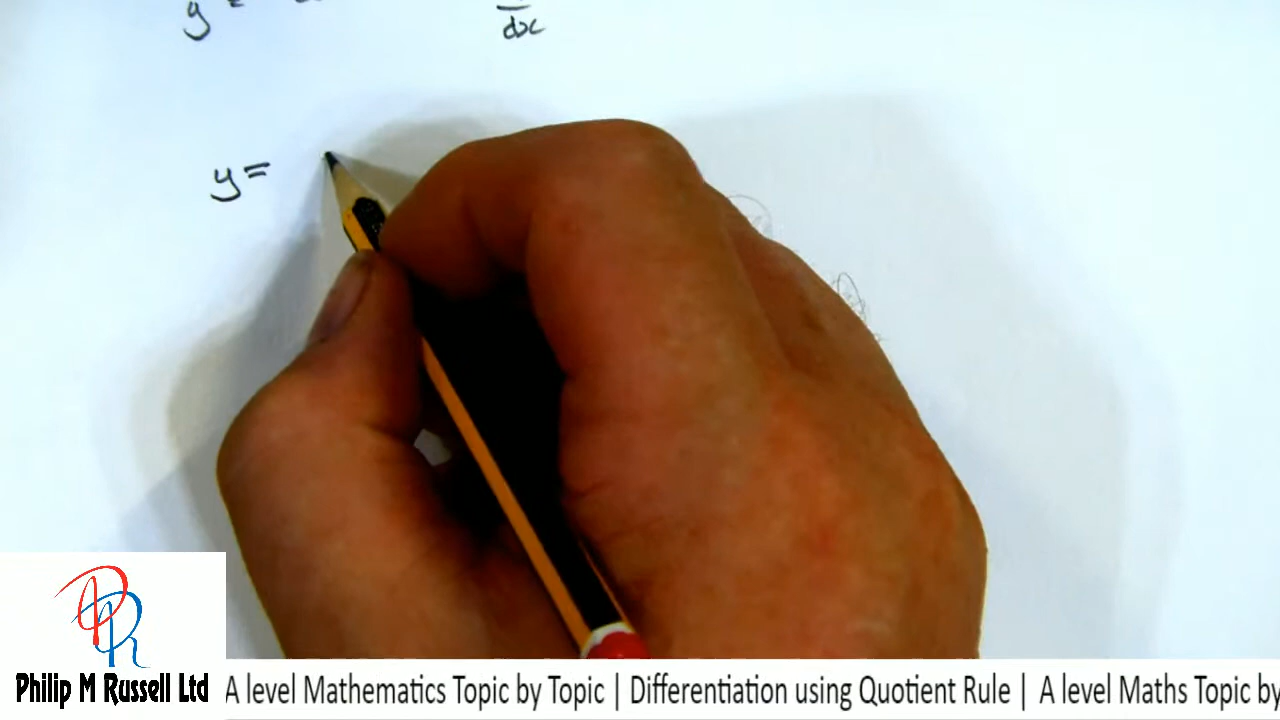 y =
dx
y =
Philip M Russell Ltd
A level Mathematics Topic by Topic | Differentiation using Quotient Rule | A level Maths Topic by